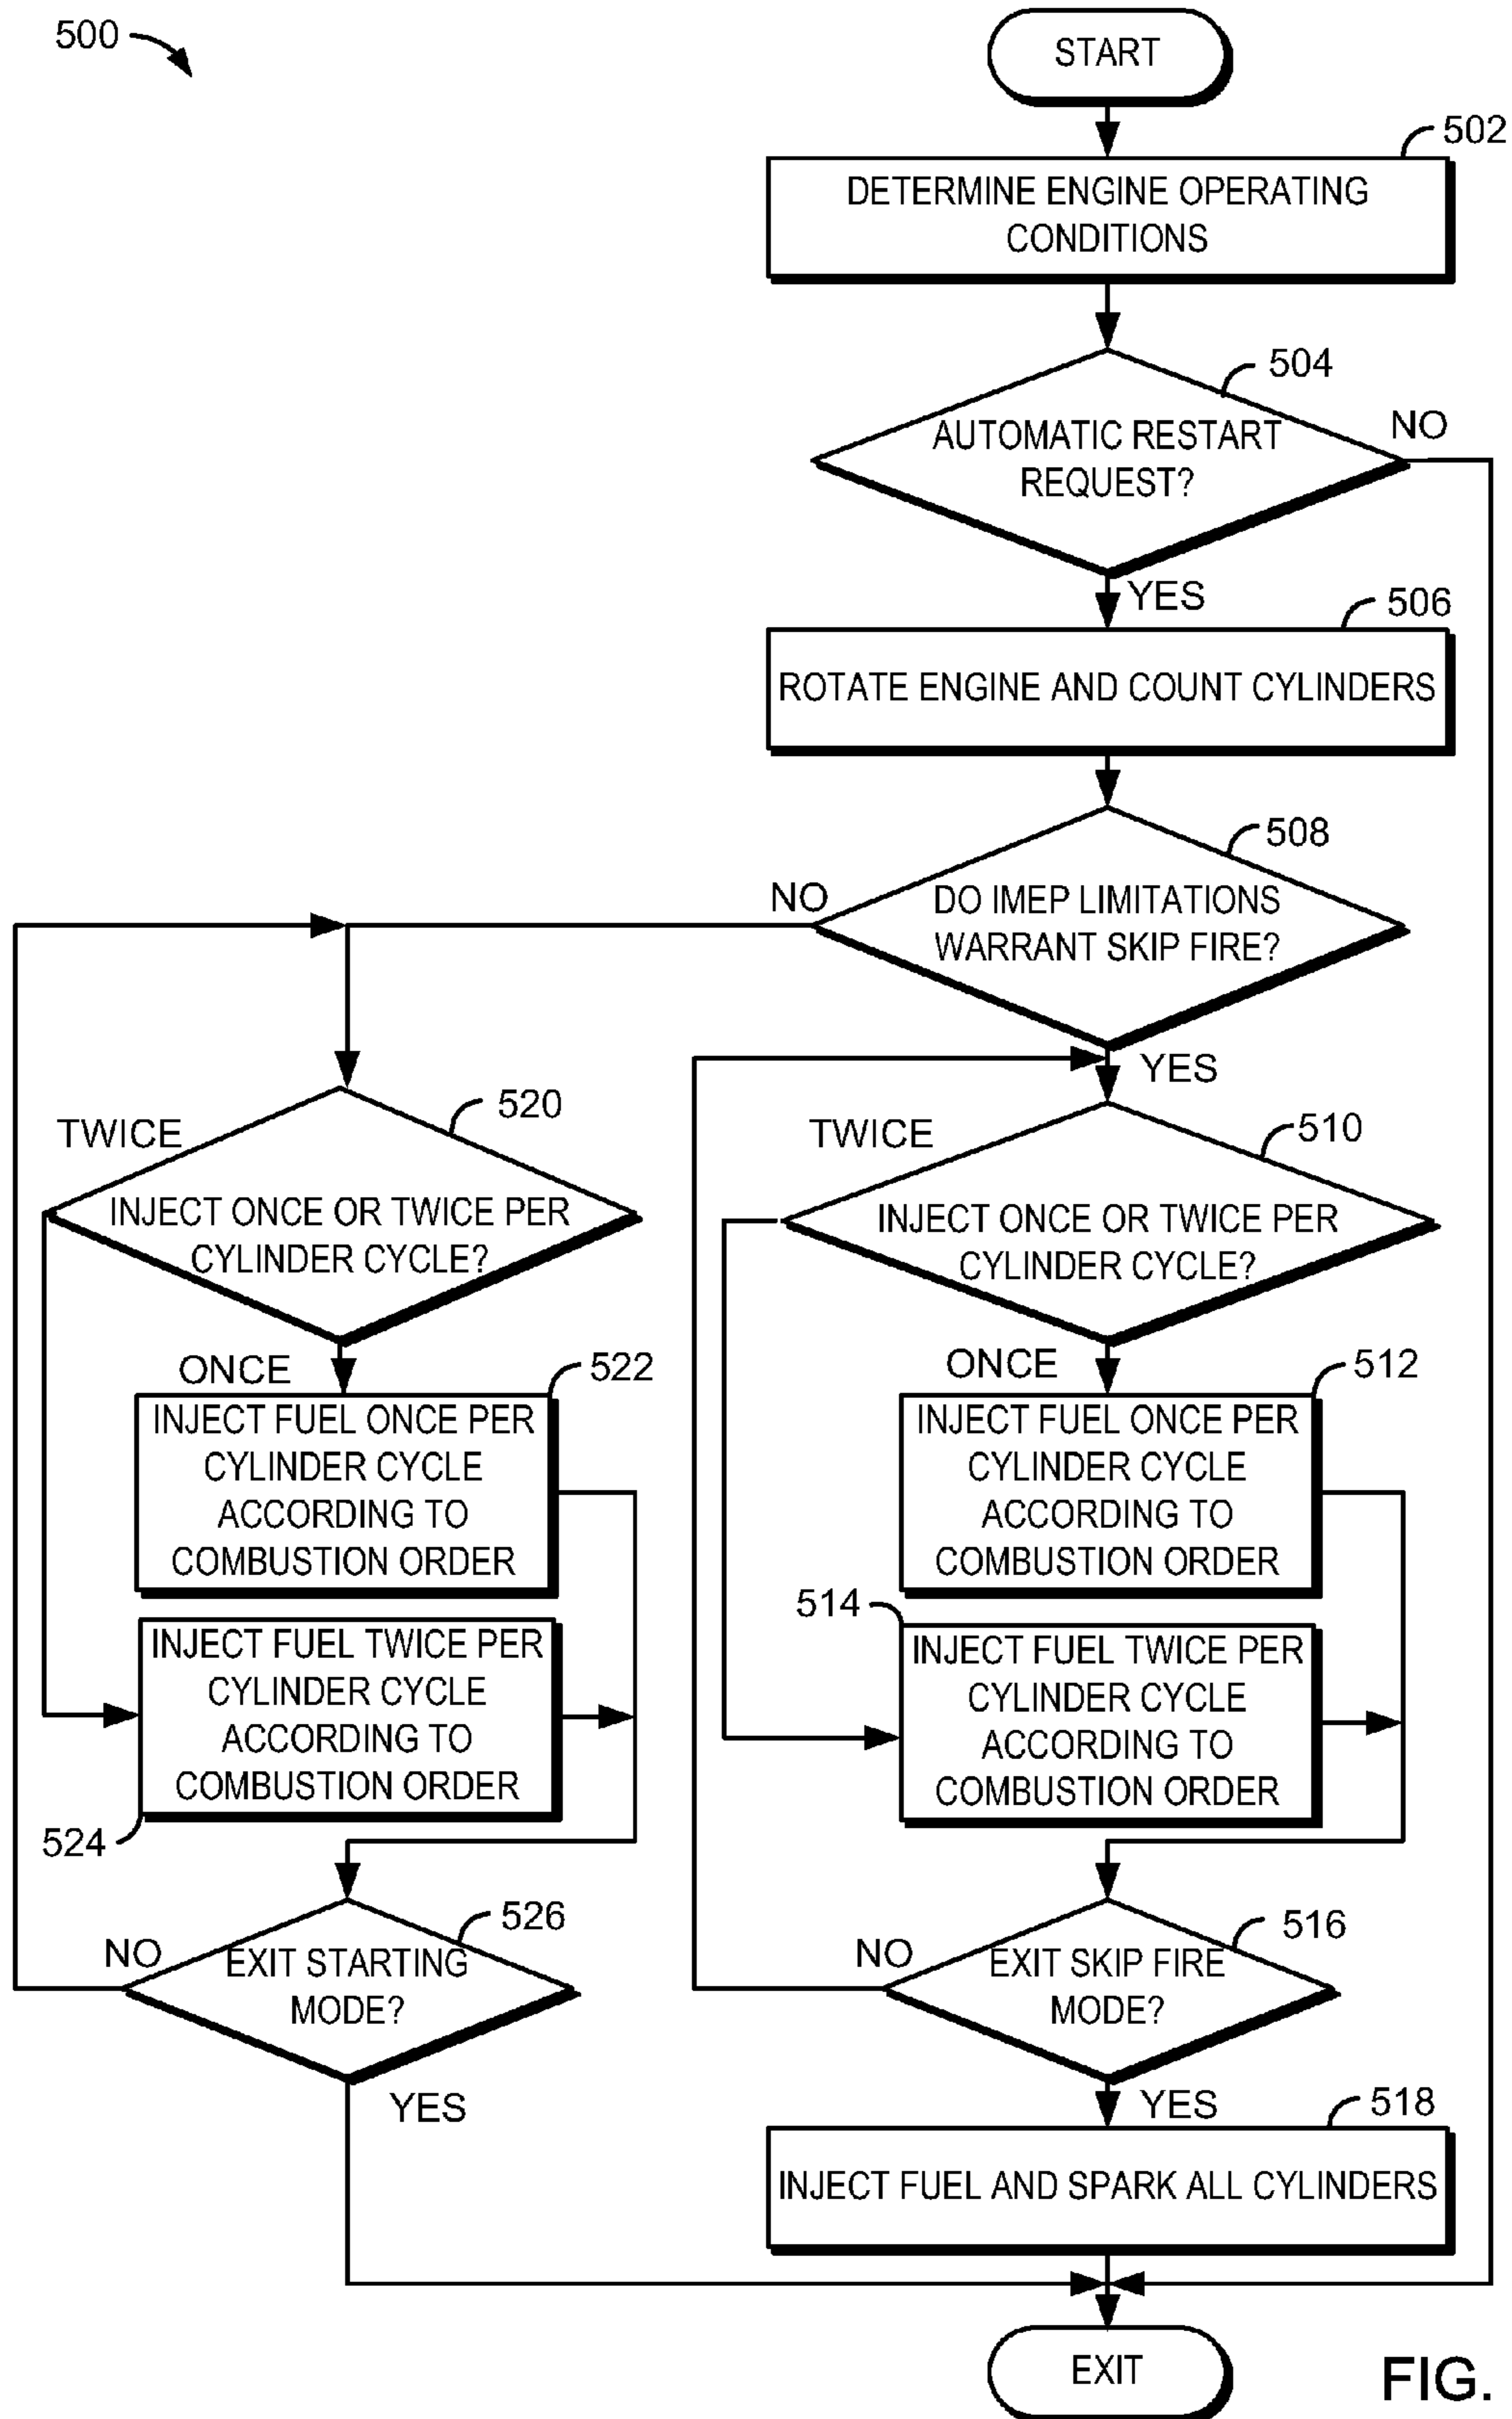 500
START
502
DETERMINE ENGINE OPERATING
CONDITIONS
504
AUTOMATIC RESTART
REQUEST?
NO
YES
506
ROTATE ENGINE AND COUNT CYLINDERS
508
NO
DO IMEP LIMITATIONS
WARRANT SKIP FIRE?
YES
520
TWICE
INJECT ONCE OR TWICE PER
CYLINDER CYCLE?
TWICE
510
INJECT ONCE OR TWICE PER
CYLINDER CYCLE?
ONCE
522
INJECT FUEL ONCE PER
CYLINDER CYCLE
ACCORDING TO
COMBUSTION ORDER
ONCE
512
INJECT FUEL ONCE PER
CYLINDER CYCLE
ACCORDING TO
COMBUSTION ORDER
INJECT FUEL TWICE PER
CYLINDER CYCLE
ACCORDING TO
COMBUSTION ORDER
524
514
INJECT FUEL TWICE PER
CYLINDER CYCLE
ACCORDING TO
COMBUSTION ORDER
526
NO
EXIT STARTING
MODE?
YES
516
NO
EXIT SKIP FIRE
MODE?
YES
518
INJECT FUEL AND SPARK ALL CYLINDERS
EXIT
FIG.